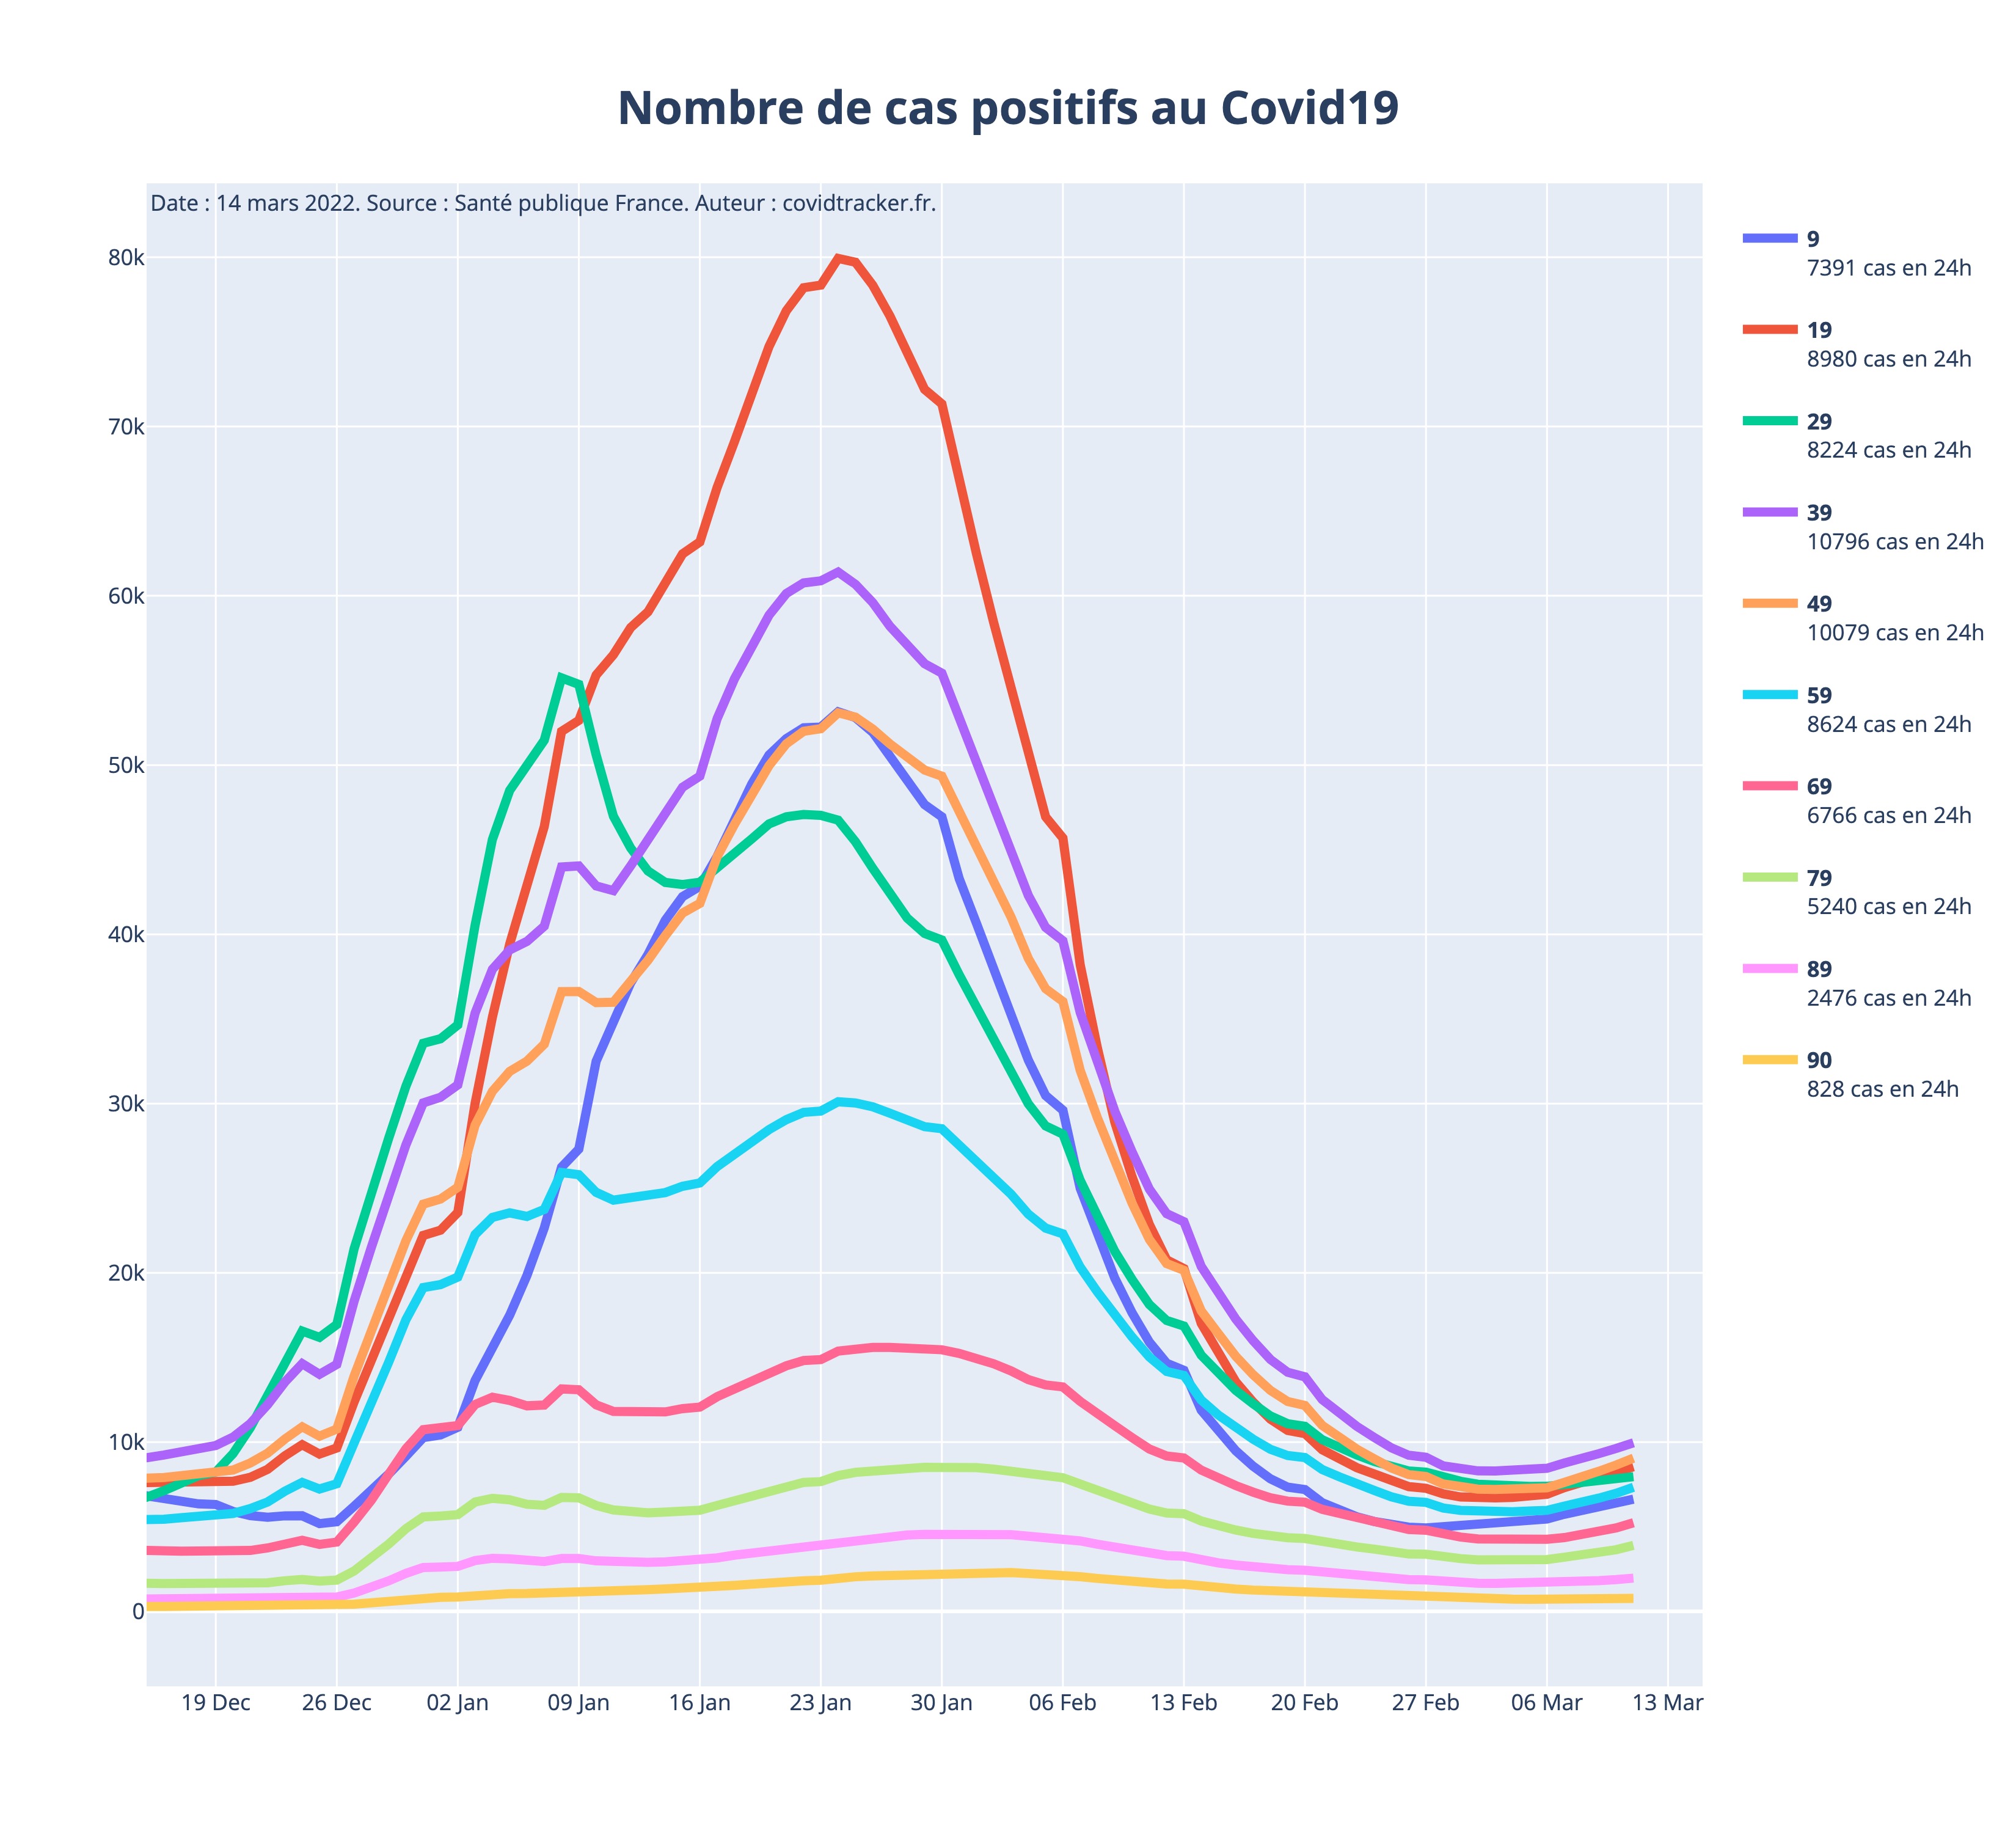 Nombre de cas positifs au Covid19
Date : 14 mars 2022. Source : Santé publique France. Auteur : covidtracker.fr.
80k
70k
60k
50k
40k
30k
20k
10k
0
19 Dec
26 Dec
02 Jan
09 Jan
16 Jan
23 Jan
30 Jan
06 Feb
13 Feb
20 Feb
27 Feb
06 Mar
13 Mar
9
7391 cas en 24h
19
8980 cas en 24h
29
8224 cas en 24h
39
10796 cas en 24h
49
10079 cas en 24h
59
8624 cas en 24h
69
6766 cas en 24h
79
5240 cas en 24h
89
2476 cas en 24h
90
828 cas en 24h